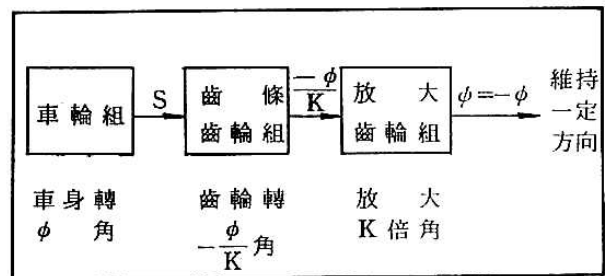 車輪組
S
齒條
齒輪組
-φ/K
放大
齒輪組
ψ=-φ
維持
一定
方向
車身轉
φ 角
齒輪轉
-φ/K 角
放大
K倍角